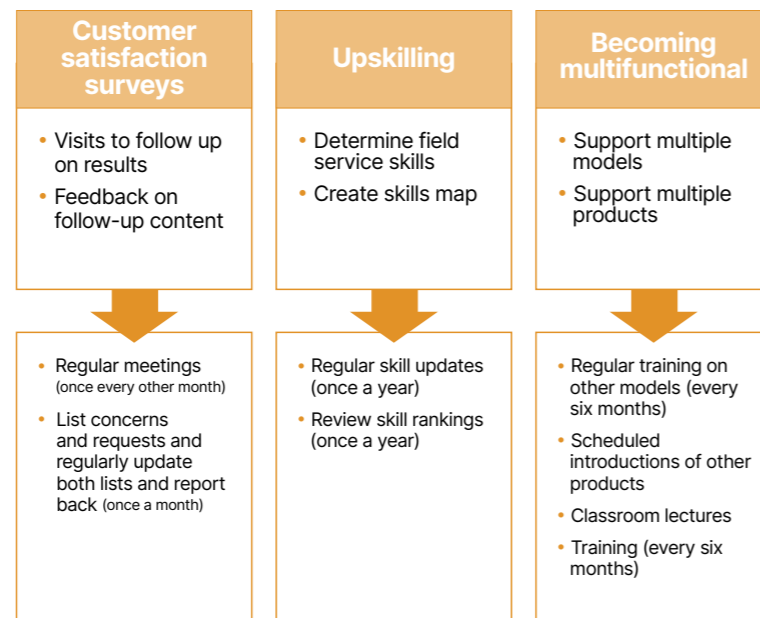 Customer
satisfaction
surveys
• Visits to follow up
on results
• Feedback on
follow-up content
• Regular meetings
(once every other month)
• List concerns
and requests and
regularly update
both lists and report
back (once a month)
Upskilling
• Determine field
service skills
• Create skills map
• Regular skill updates
(once a year)
• Review skill rankings
(once a year)
Becoming
multifunctional
• Support multiple
models
• Support multiple
products
• Regular training on
other models (every
six months)
• Scheduled
introductions of other
products
• Classroom lectures
• Training (every six
months)